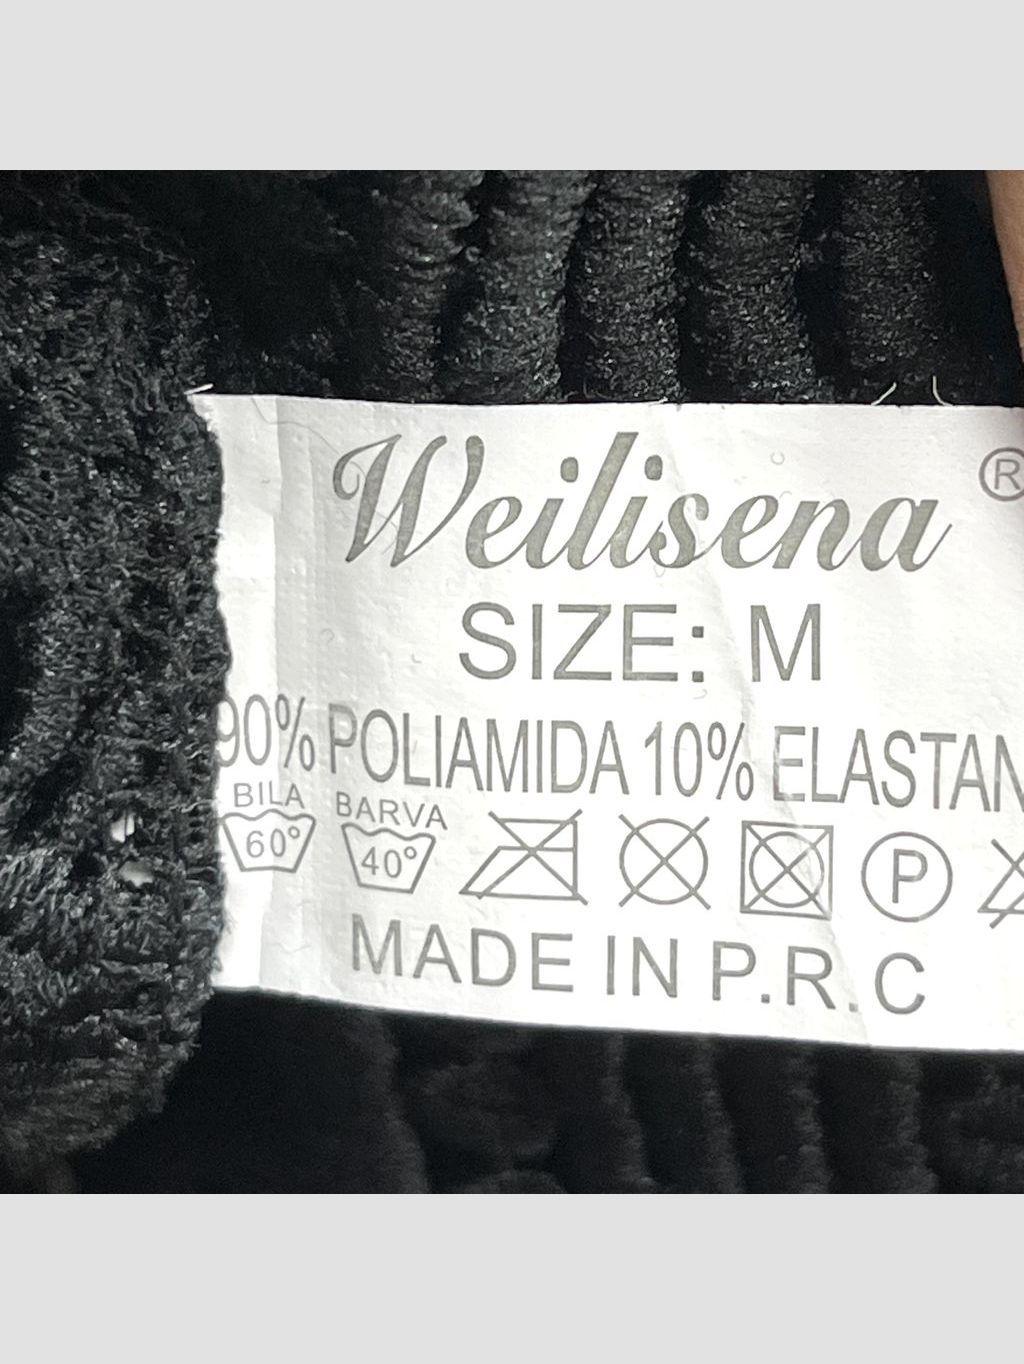 Weilisena ®
SIZE: M
90% POLIAMIDA 10% ELASTAN
BILA BARVA
60° 40° P
MADE IN P.R.C